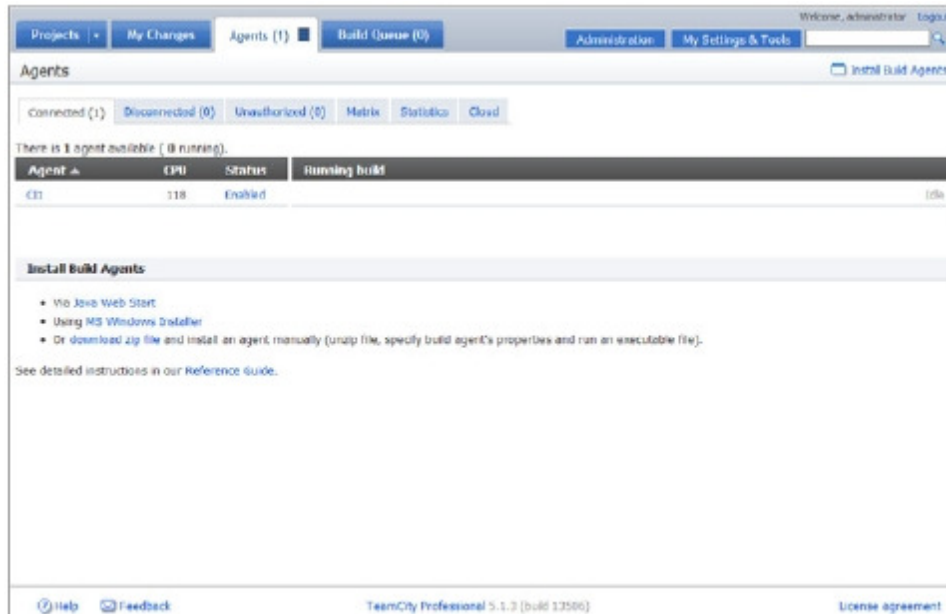 Welcome, administrator Logout
Projects My Changes Agents (1) Build Queue (0) Administration My Settings & Tools
Agents Install Build Agents
Connected (1) Disconnected (0) Unauthorized (0) Matrix Statistics Cloud
There is 1 agent available ( 0 running).
Agent CPU Status Running build
118 Enabled Idle
Install Build Agents
• Via Java Web Start
• Using MS Windows Installer
• Or download zip file and install an agent manually (unzip file, specify build agent's properties and run an executable file).
See detailed instructions in our Reference Guide.
Help Feedback TeamCity Professional 5.1.3 (build 13506) License agreement